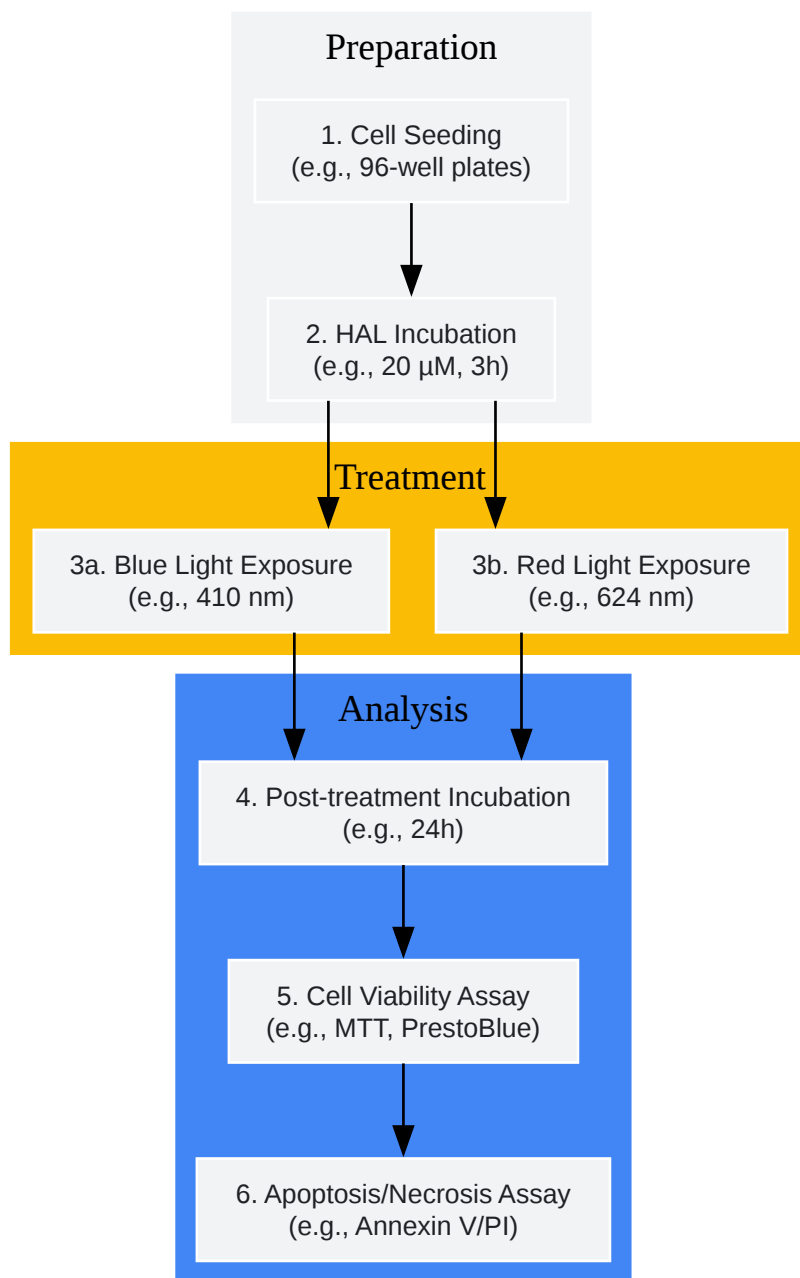 Preparation
1. Cell Seeding
(e.g., 96-well plates)
2. HAL Incubation
(e.g., 20 µM, 3h)
Treatment
3a. Blue Light Exposure
(e.g., 410 nm)
3b. Red Light Exposure
(e.g., 624 nm)
Analysis
4. Post-treatment Incubation
(e.g., 24h)
5. Cell Viability Assay
(e.g., MTT, PrestoBlue)
6. Apoptosis/Necrosis Assay
(e.g., Annexin V/PI)